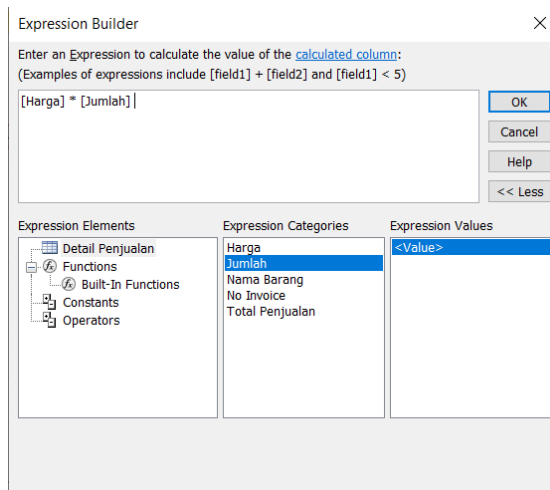 Expression Builder
Enter an Expression to calculate the value of the calculated column:
(Examples of expressions include [field1] + [field2] and [field1] < 5)
[Harga] * [Jumlah]
OK
Cancel
Help
<< Less
Expression Elements
Detail Penjualan
Functions
Built-In Functions
Constants
Operators
Expression Categories
Harga
Jumlah
Nama Barang
No Invoice
Total Penjualan
Expression Values
<Value>